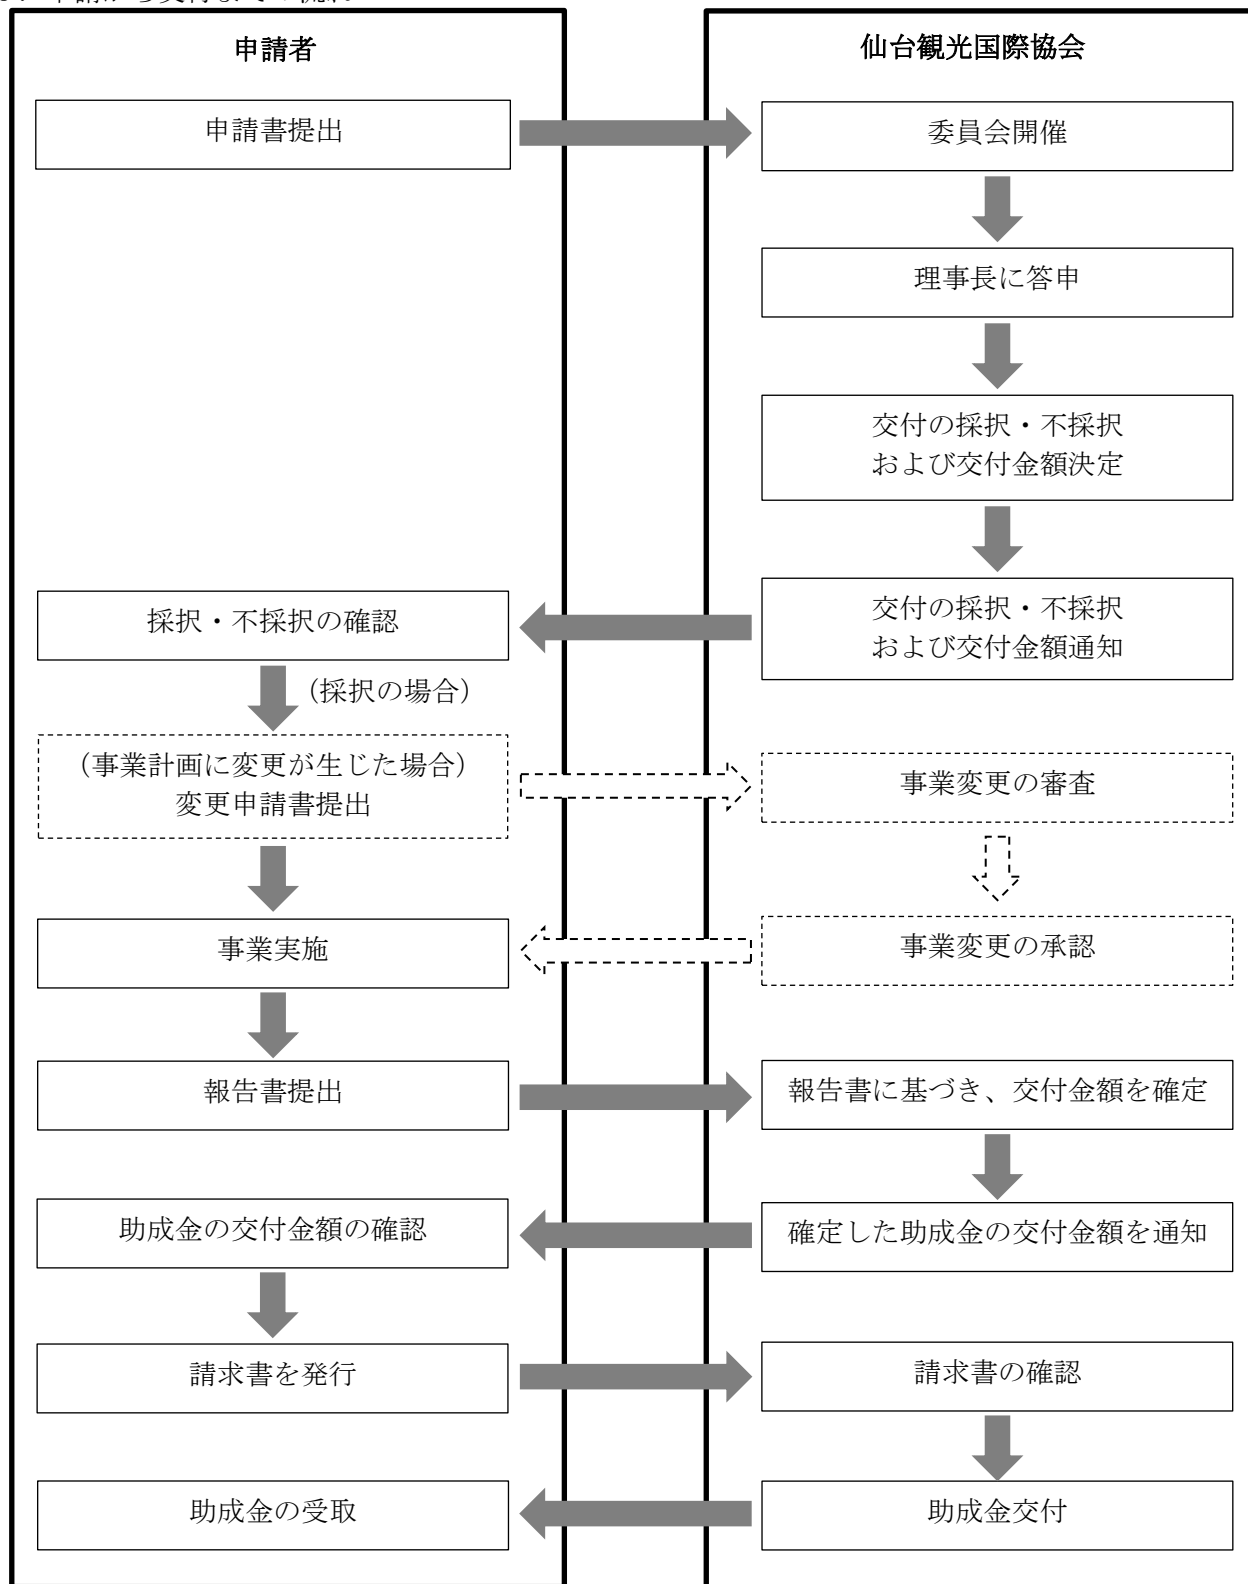 申請者
仙台観光国際協会
申請書提出
委員会開催
理事長に答申
交付の採択・不採択
および交付金額決定
採択・不採択の確認
交付の採択・不採択
および交付金額通知
（採択の場合）
（事業計画に変更が生じた場合）
変更申請書提出
事業変更の審査
事業実施
事業変更の承認
報告書提出
報告書に基づき、交付金額を確定
助成金の交付金額の確認
確定した助成金の交付金額を通知
請求書を発行
請求書の確認
助成金の受取
助成金交付